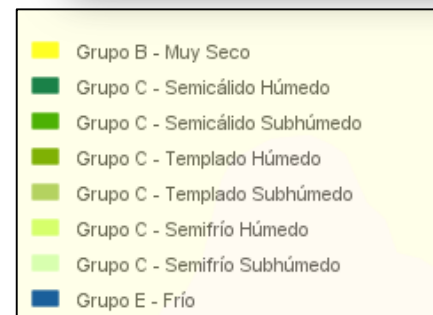 Grupo B - Muy Seco
Grupo C - Semicálido Húmedo
Grupo C - Semicálido Subhúmedo
Grupo C - Templado Húmedo
Grupo C - Templado Subhúmedo
Grupo C - Semifrío Húmedo
Grupo C - Semifrío Subhúmedo
Grupo E - Frío